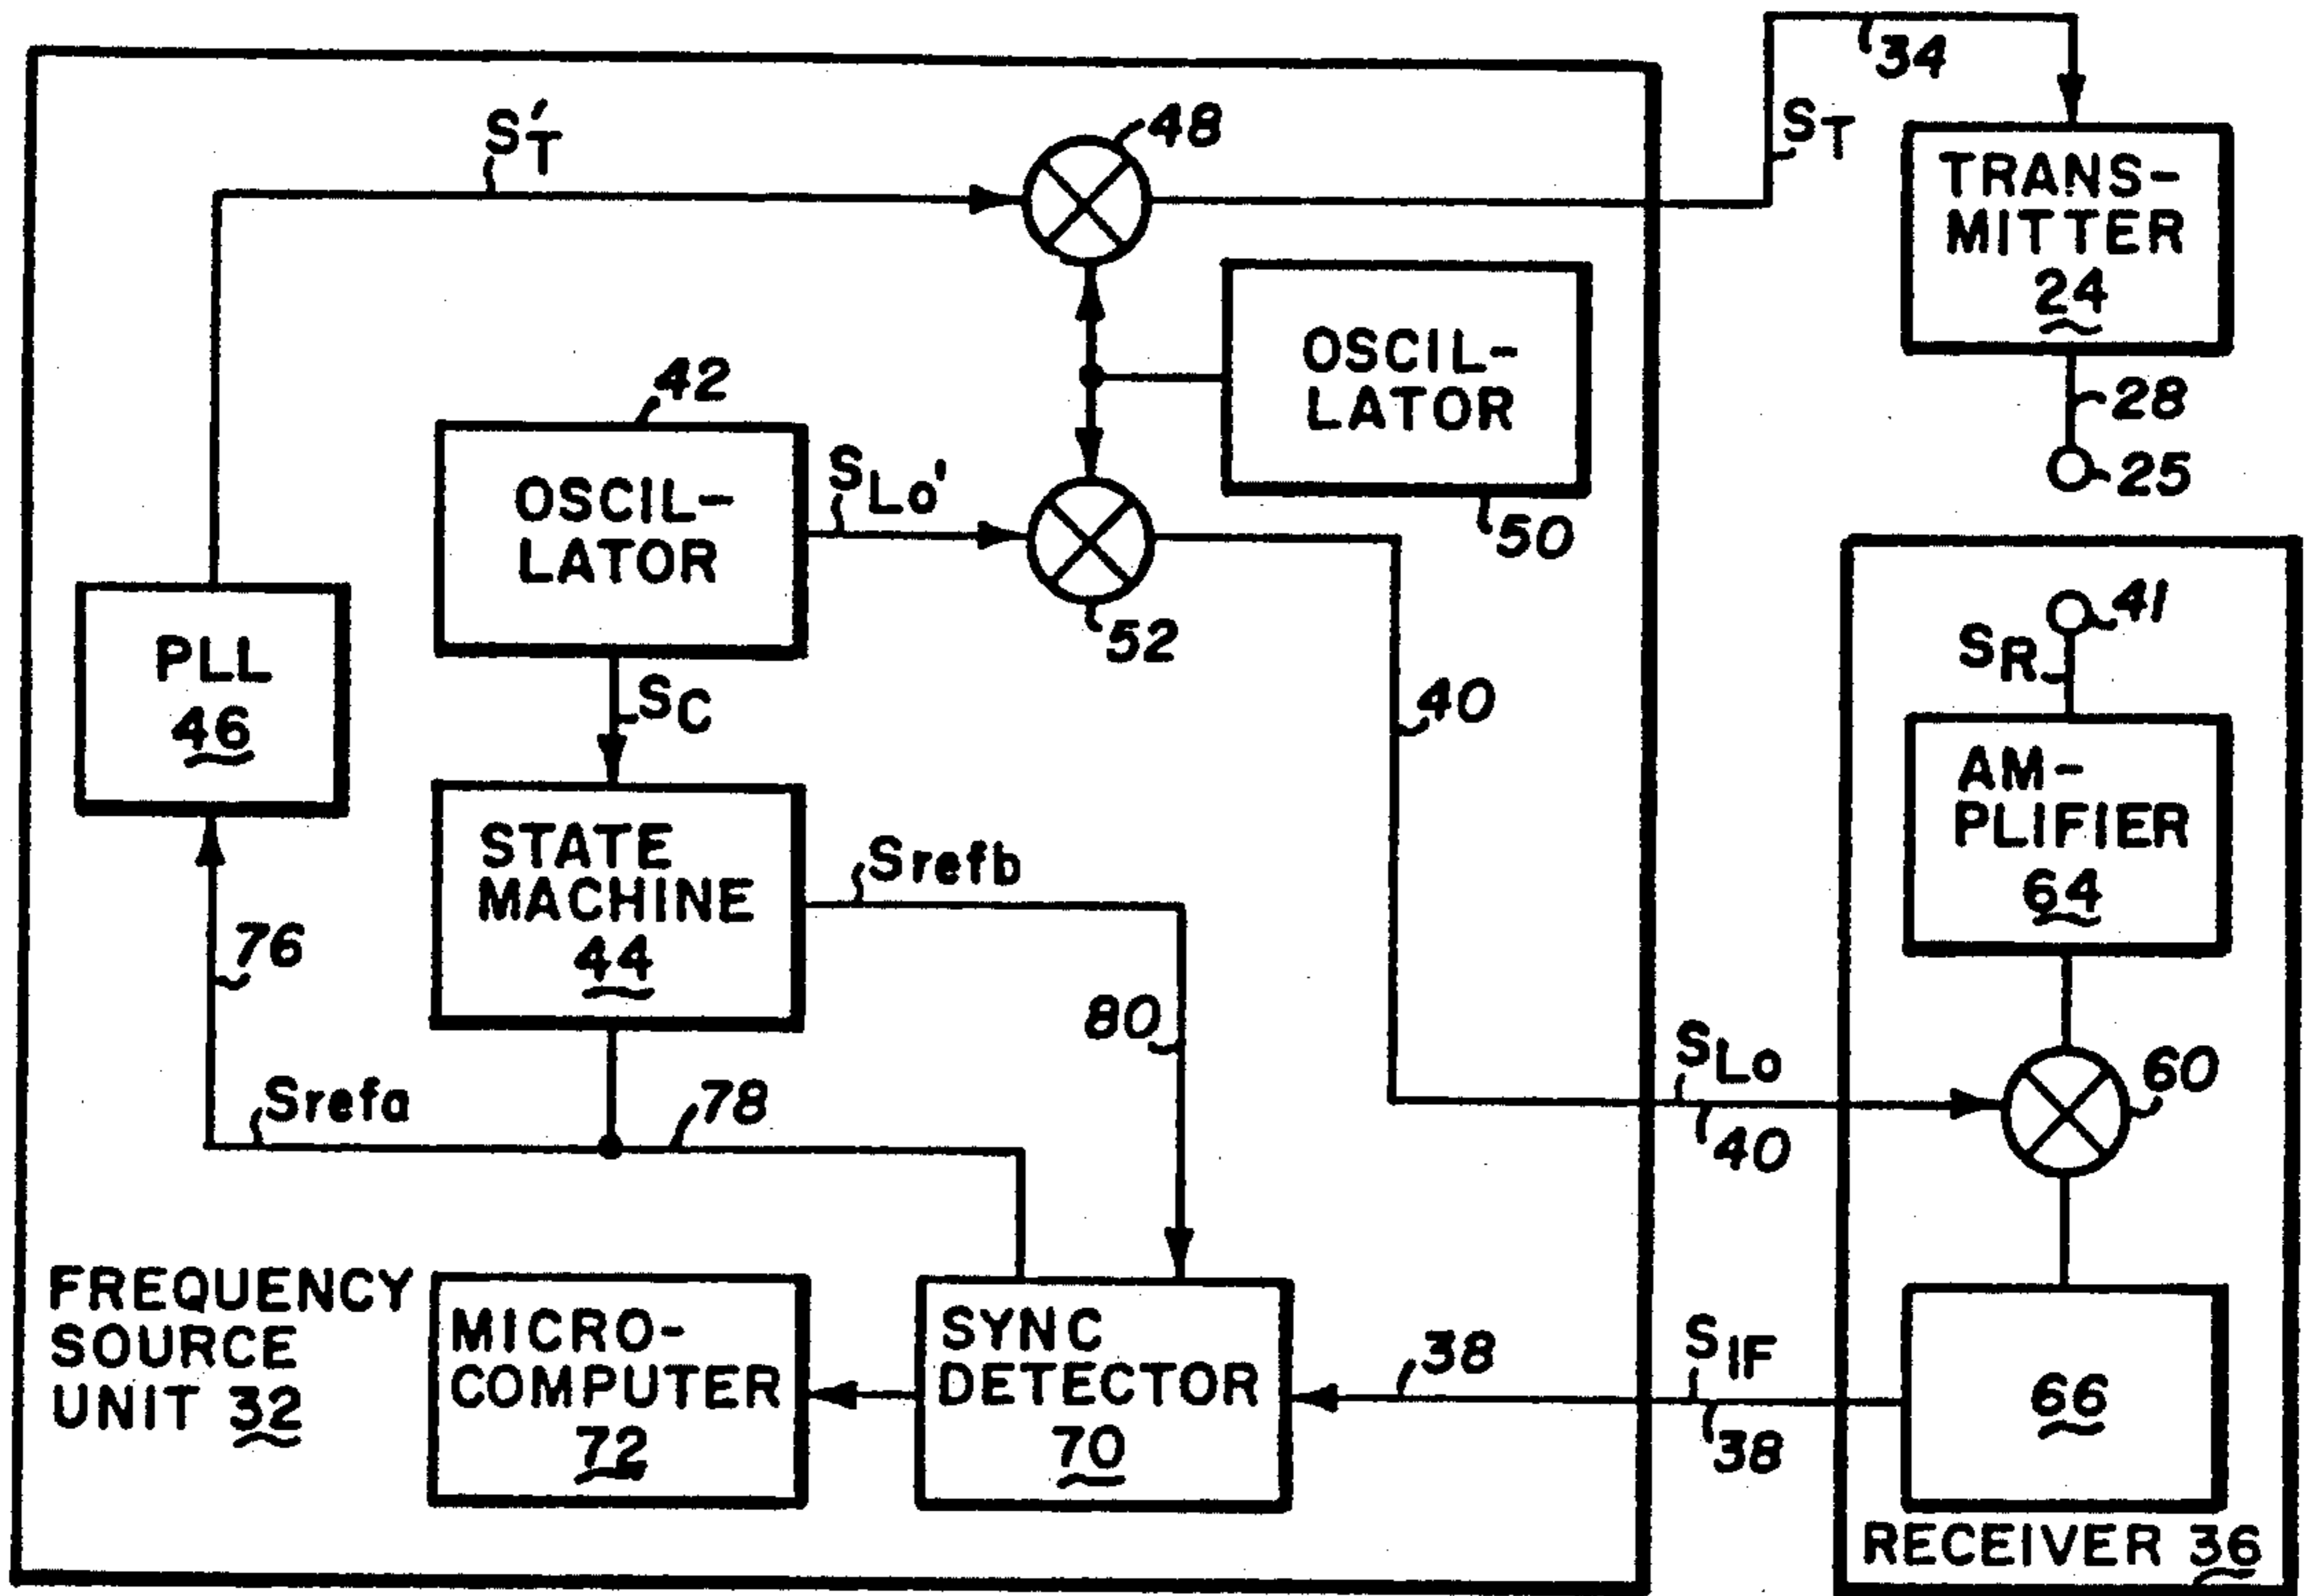 34
S'T
48
ST
TRANS-
MITTER
24
OSCIL-
LATOR
50
28
25
42
OSCIL-
LATOR
SLo'
52
41
SR
PLL
46
SC
40
AM-
PLIFIER
64
STATE
MACHINE
44
Srefb
76
80
Srefa
78
SLo
40
60
FREQUENCY
SOURCE
UNIT 32
MICRO-
COMPUTER
72
SYNC
DETECTOR
70
38
SIF
38
66
RECEIVER 36